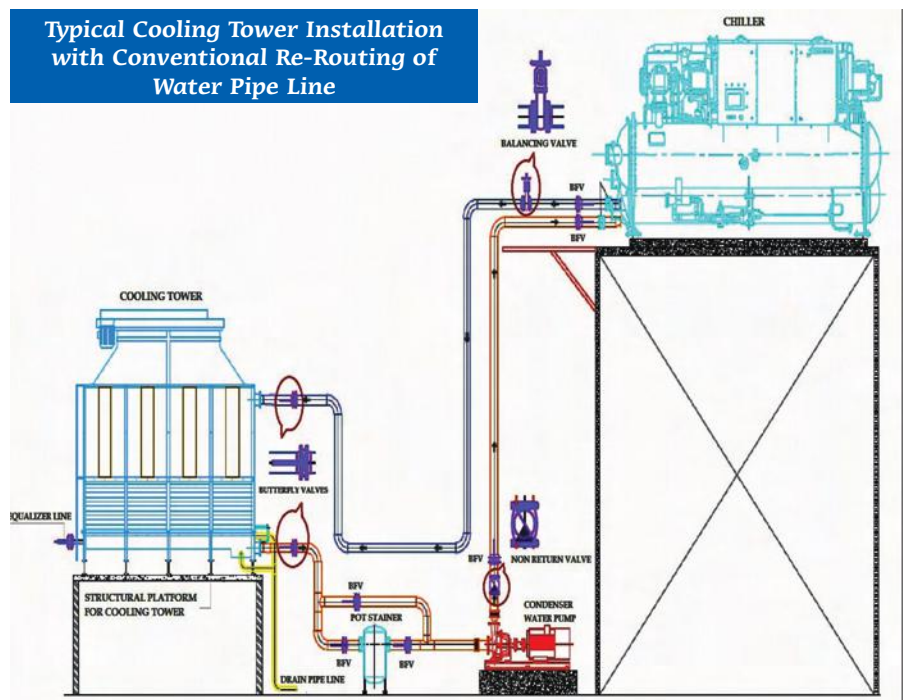 Typical Cooling Tower Installation
with Conventional Re-Routing of
Water Pipe Line
CHILLER
BALANCING VALVE
BFV
BFV
COOLING TOWER
BUTTERFLY VALVES
EQUALIZER LINE
NON RETURN VALVE
BFV
STRUCTURAL PLATFORM
FOR COOLING TOWER
BFV
POT STAINER
CONDENSER
WATER PUMP
BFV
BFV
DRAIN PIPE LINE